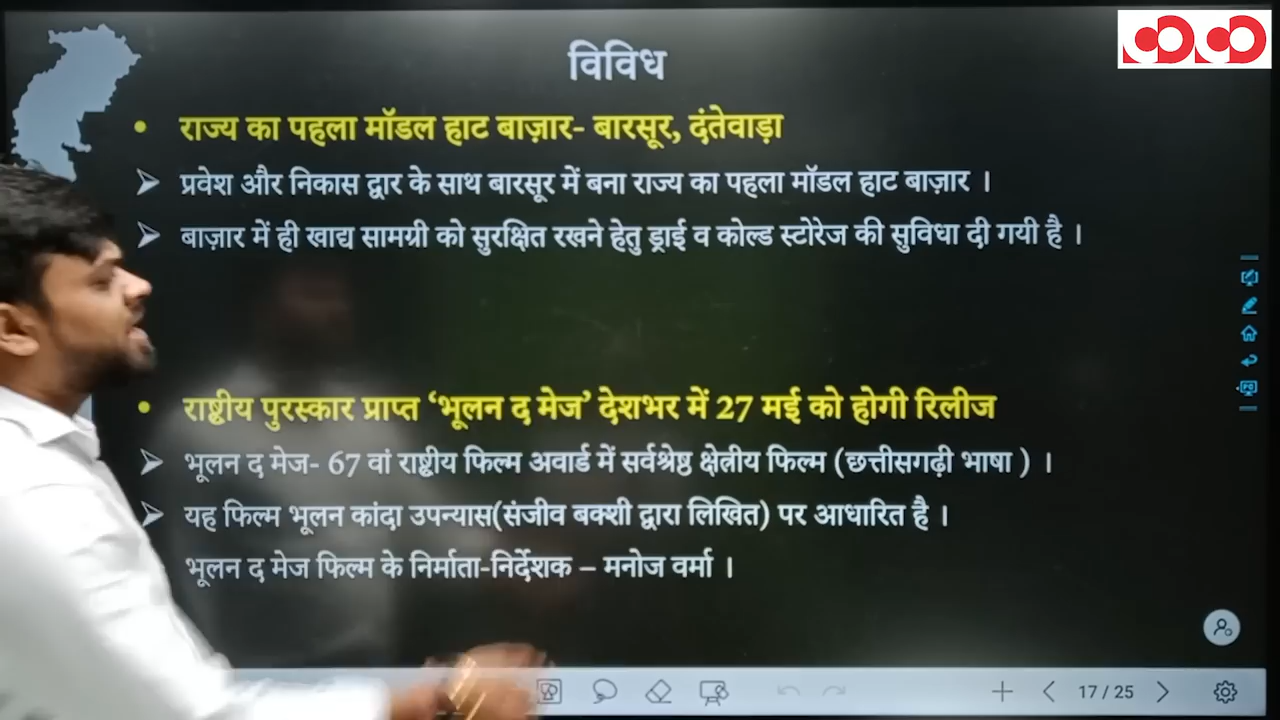 विविध
राज्य का पहला मॉडल हाट बाज़ार- बारसूर, दंतेवाड़ा
प्रवेश और निकास द्वार के साथ बारसूर में बना राज्य का पहला मॉडल हाट बाज़ार ।
बाज़ार में ही खाद्य सामग्री को सुरक्षित रखने हेतु ड्राई व कोल्ड स्टोरेज की सुविधा दी गयी है ।
राष्ट्रीय पुरस्कार प्राप्त ‘भूलन द मेज’ देशभर में 27 मई को होगी रिलीज
भूलन द मेज- 67 वां राष्ट्रीय फिल्म अवार्ड में सर्वश्रेष्ठ क्षेत्रीय फिल्म (छत्तीसगढ़ी भाषा ) ।
यह फिल्म भूलन कांदा उपन्यास(संजीव बक्शी द्वारा लिखित) पर आधारित है ।
भूलन द मेज फिल्म के निर्माता-निर्देशक – मनोज वर्मा ।
17 / 25